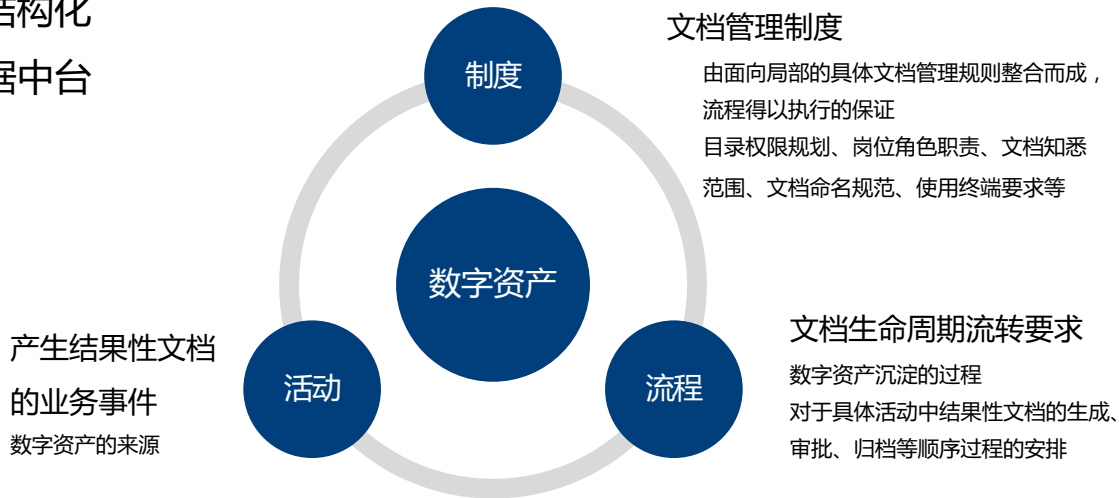 结构化
据中台
制度
文档管理制度
由面向局部的具体文档管理规则整合而成，
流程得以执行的保证
目录权限规划、岗位角色职责、文档知悉
范围、文档命名规范、使用终端要求等
数字资产
产生结果性文档
的业务事件
数字资产的来源
活动
流程
文档生命周期流转要求
数字资产沉淀的过程
对于具体活动中结果性文档的生成、
审批、归档等顺序过程的安排